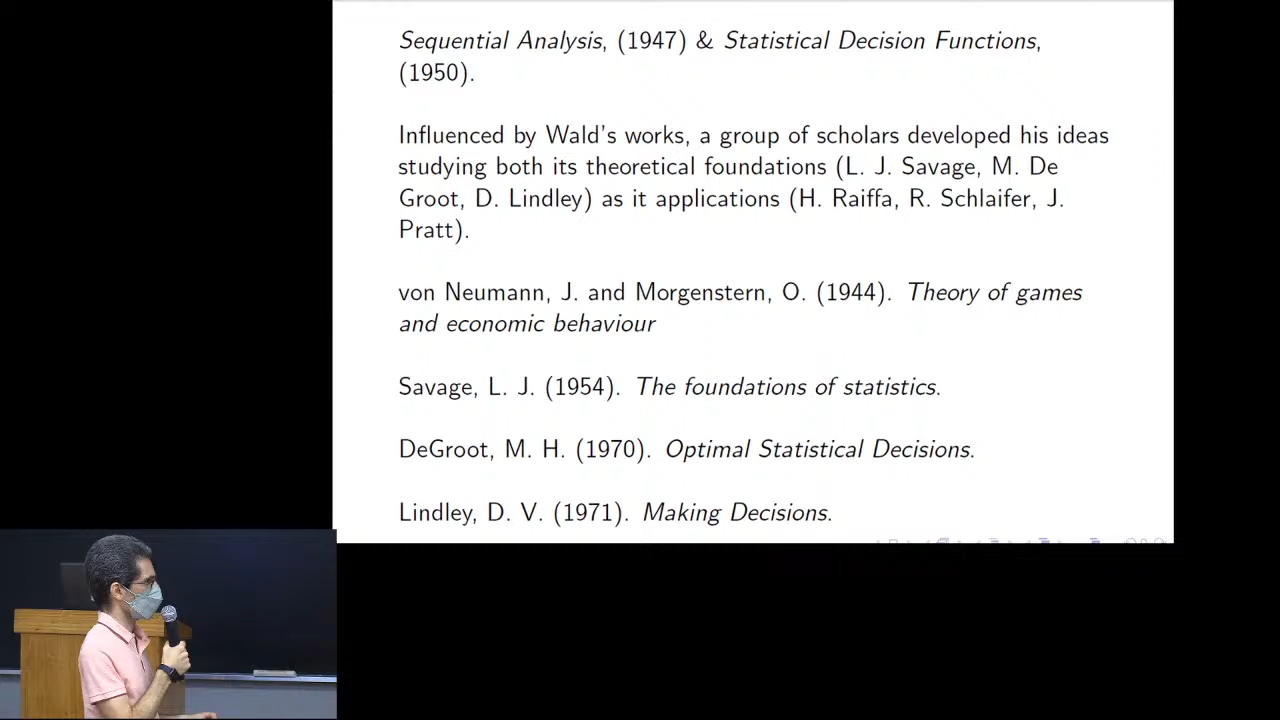 Sequential Analysis, (1947) & Statistical Decision Functions,
(1950).
Influenced by Wald's works, a group of scholars developed his ideas
studying both its theoretical foundations (L. J. Savage, M. De
Groot, D. Lindley) as it applications (H. Raiffa, R. Schlaifer, J.
Pratt).
von Neumann, J. and Morgenstern, O. (1944). Theory of games
and economic behaviour
Savage, L. J. (1954). The foundations of statistics.
DeGroot, M. H. (1970). Optimal Statistical Decisions.
Lindley, D. V. (1971). Making Decisions.